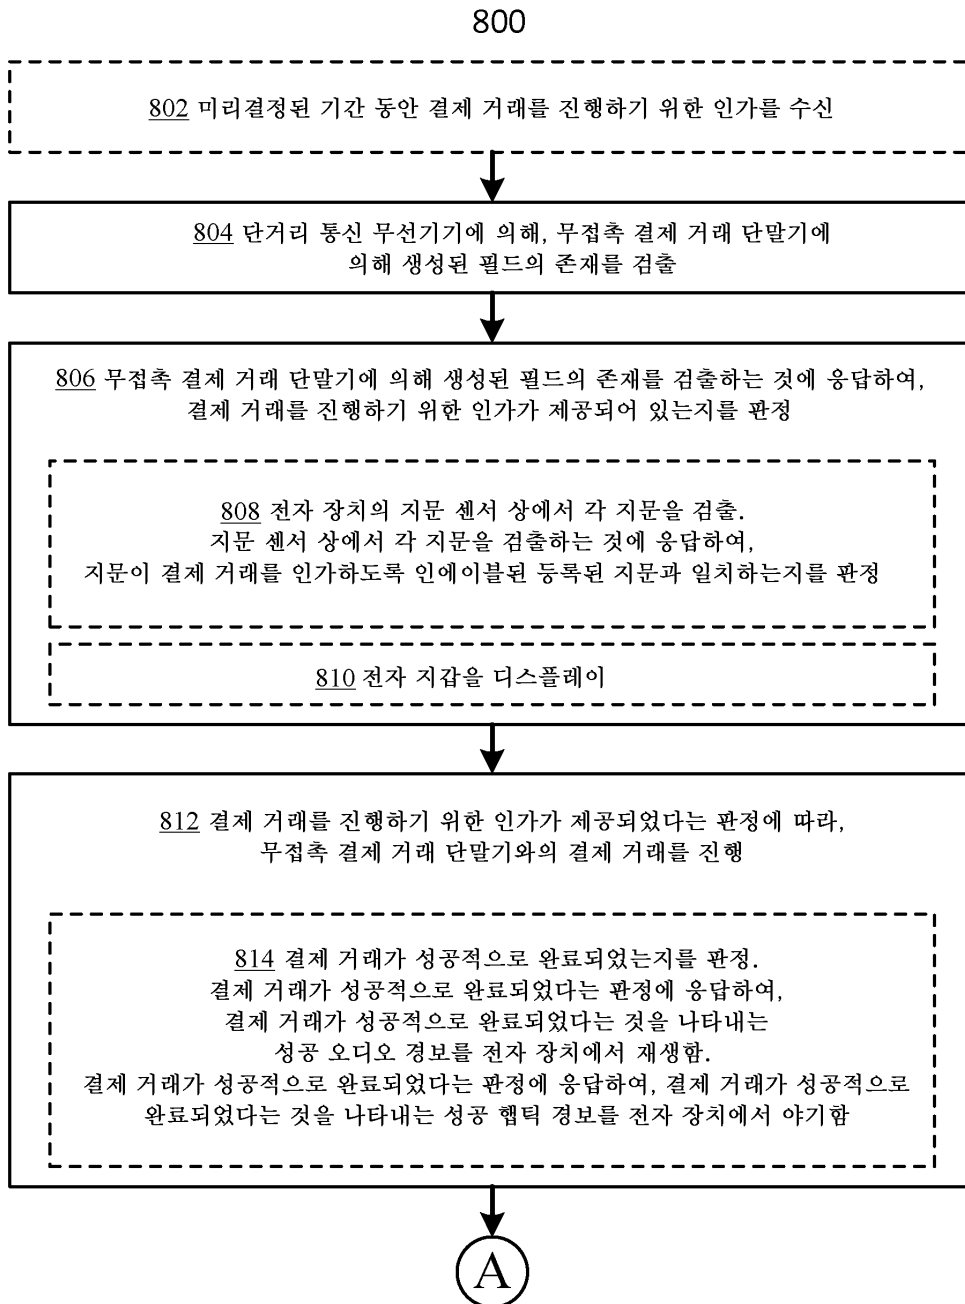 800
802 미리결정된 기간 동안 결제 거래를 진행하기 위한 인가를 수신
804 단거리 통신 무선기기에 의해, 무접촉 결제 거래 단말기에
의해 생성된 필드의 존재를 검출
806 무접촉 결제 거래 단말기에 의해 생성된 필드의 존재를 검출하는 것에 응답하여,
결제 거래를 진행하기 위한 인가가 제공되어 있는지를 판정
808 전자 장치의 지문 센서 상에서 각 지문을 검출.
지문 센서 상에서 각 지문을 검출하는 것에 응답하여,
지문이 결제 거래를 인가하도록 인에이블된 등록된 지문과 일치하는지를 판정
810 전자 지갑을 디스플레이
812 결제 거래를 진행하기 위한 인가가 제공되었다는 판정에 따라,
무접촉 결제 거래 단말기와의 결제 거래를 진행
814 결제 거래가 성공적으로 완료되었는지를 판정.
결제 거래가 성공적으로 완료되었다는 판정에 응답하여,
결제 거래가 성공적으로 완료되었다는 것을 나타내는
성공 오디오 경보를 전자 장치에서 재생함.
결제 거래가 성공적으로 완료되었다는 판정에 응답하여, 결제 거래가 성공적으로
완료되었다는 것을 나타내는 성공 햅틱 경보를 전자 장치에서 야기함
A